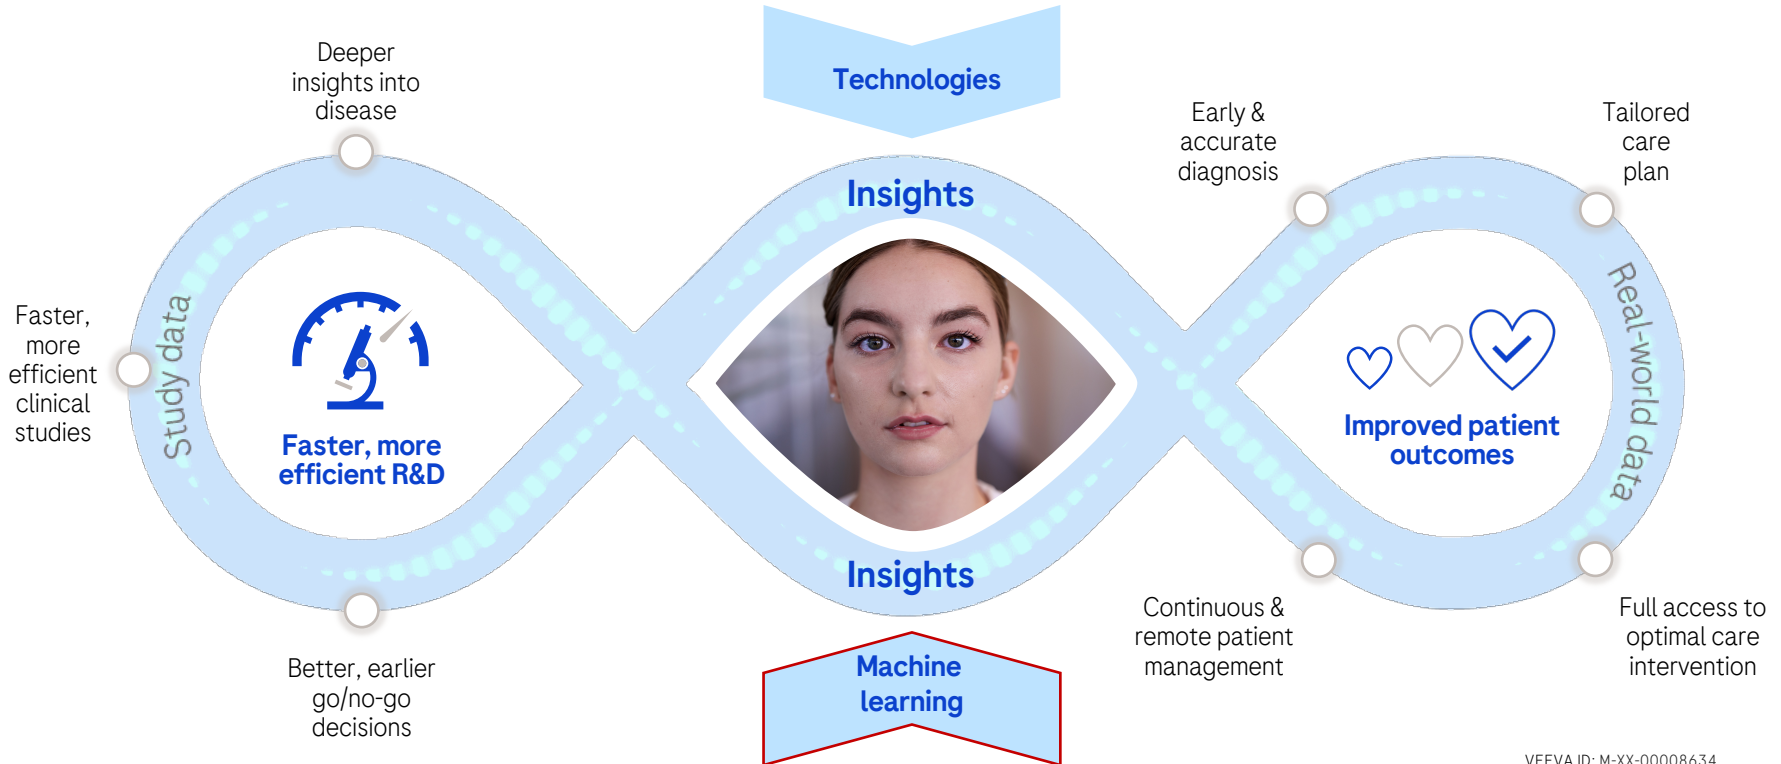 Deeper
insights into
disease
Technologies
Early &
accurate
diagnosis
Tailored
care
plan
Insights
Faster,
more
efficient
clinical
studies
Study data
Faster, more
efficient R&D
Improved patient
outcomes
Real-world data
Insights
Better, earlier
go/no-go
decisions
Machine
learning
Continuous &
remote patient
management
Full access to
optimal care
intervention
VEEVA ID: M-XX-00008634